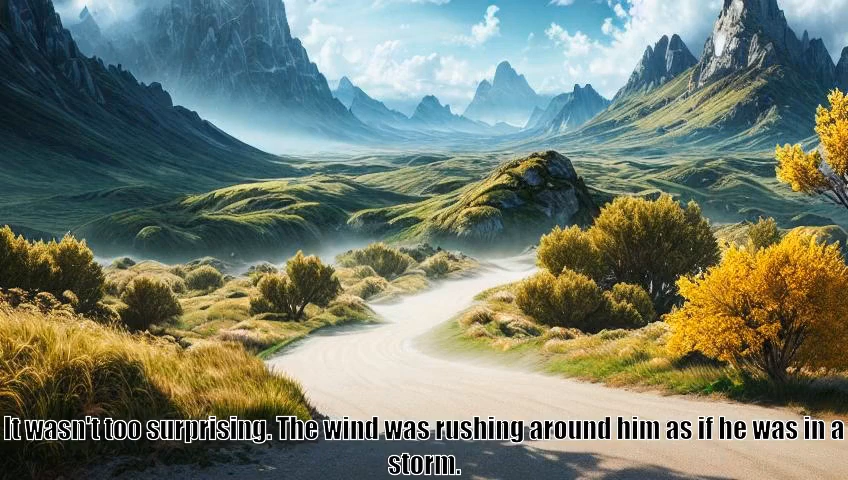 It wasn't too surprising. The wind was rushing around him as if he was in a
storm.